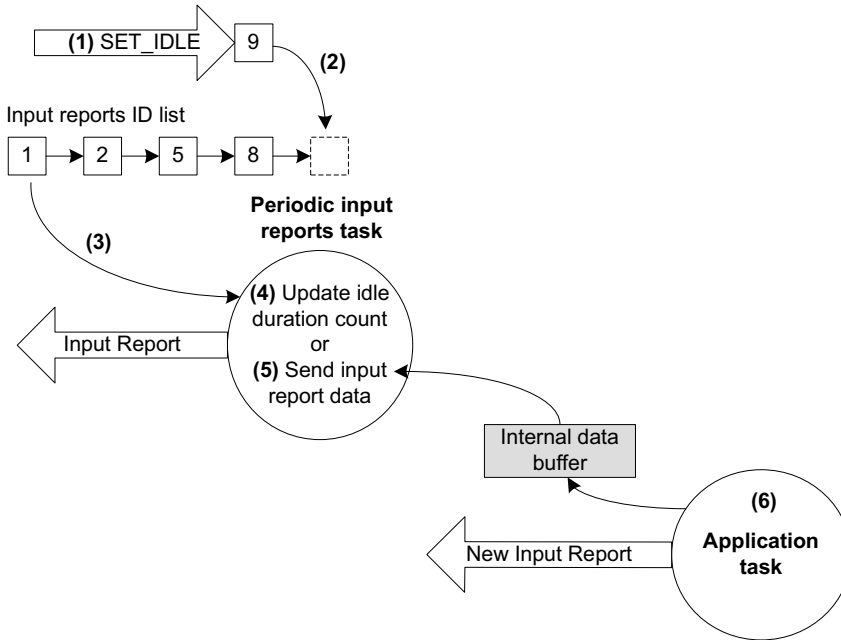 (1) SET_IDLE
9
(2)
Input reports ID list
1
2
5
8
Periodic input
reports task
(3)
(4) Update idle
duration count
or
(5) Send input
report data
Input Report
Internal data
buffer
(6)
Application
task
New Input Report